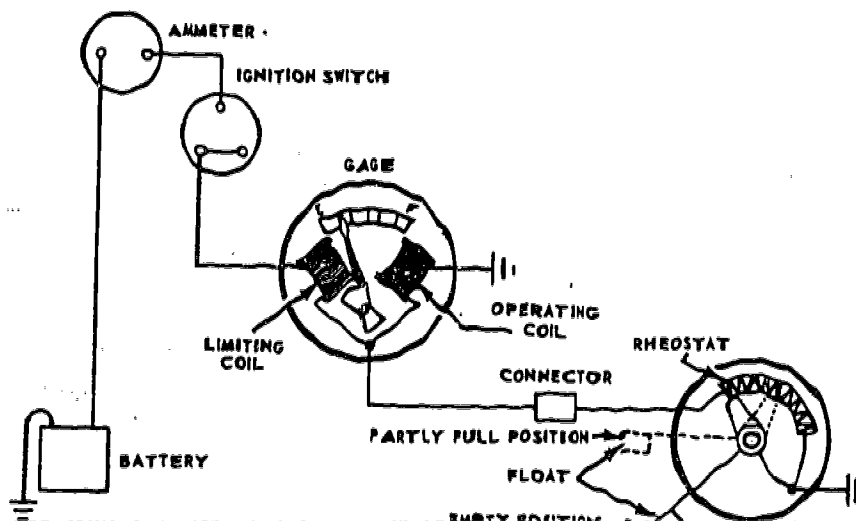 AMMETER
IGNITION SWITCH
GAGE
F
LIMITING
COIL
OPERATING
COIL
RHEOSTAT
CONNECTOR
PARTLY FULL POSITION
FLOAT
BATTERY
EMPTY POSITION